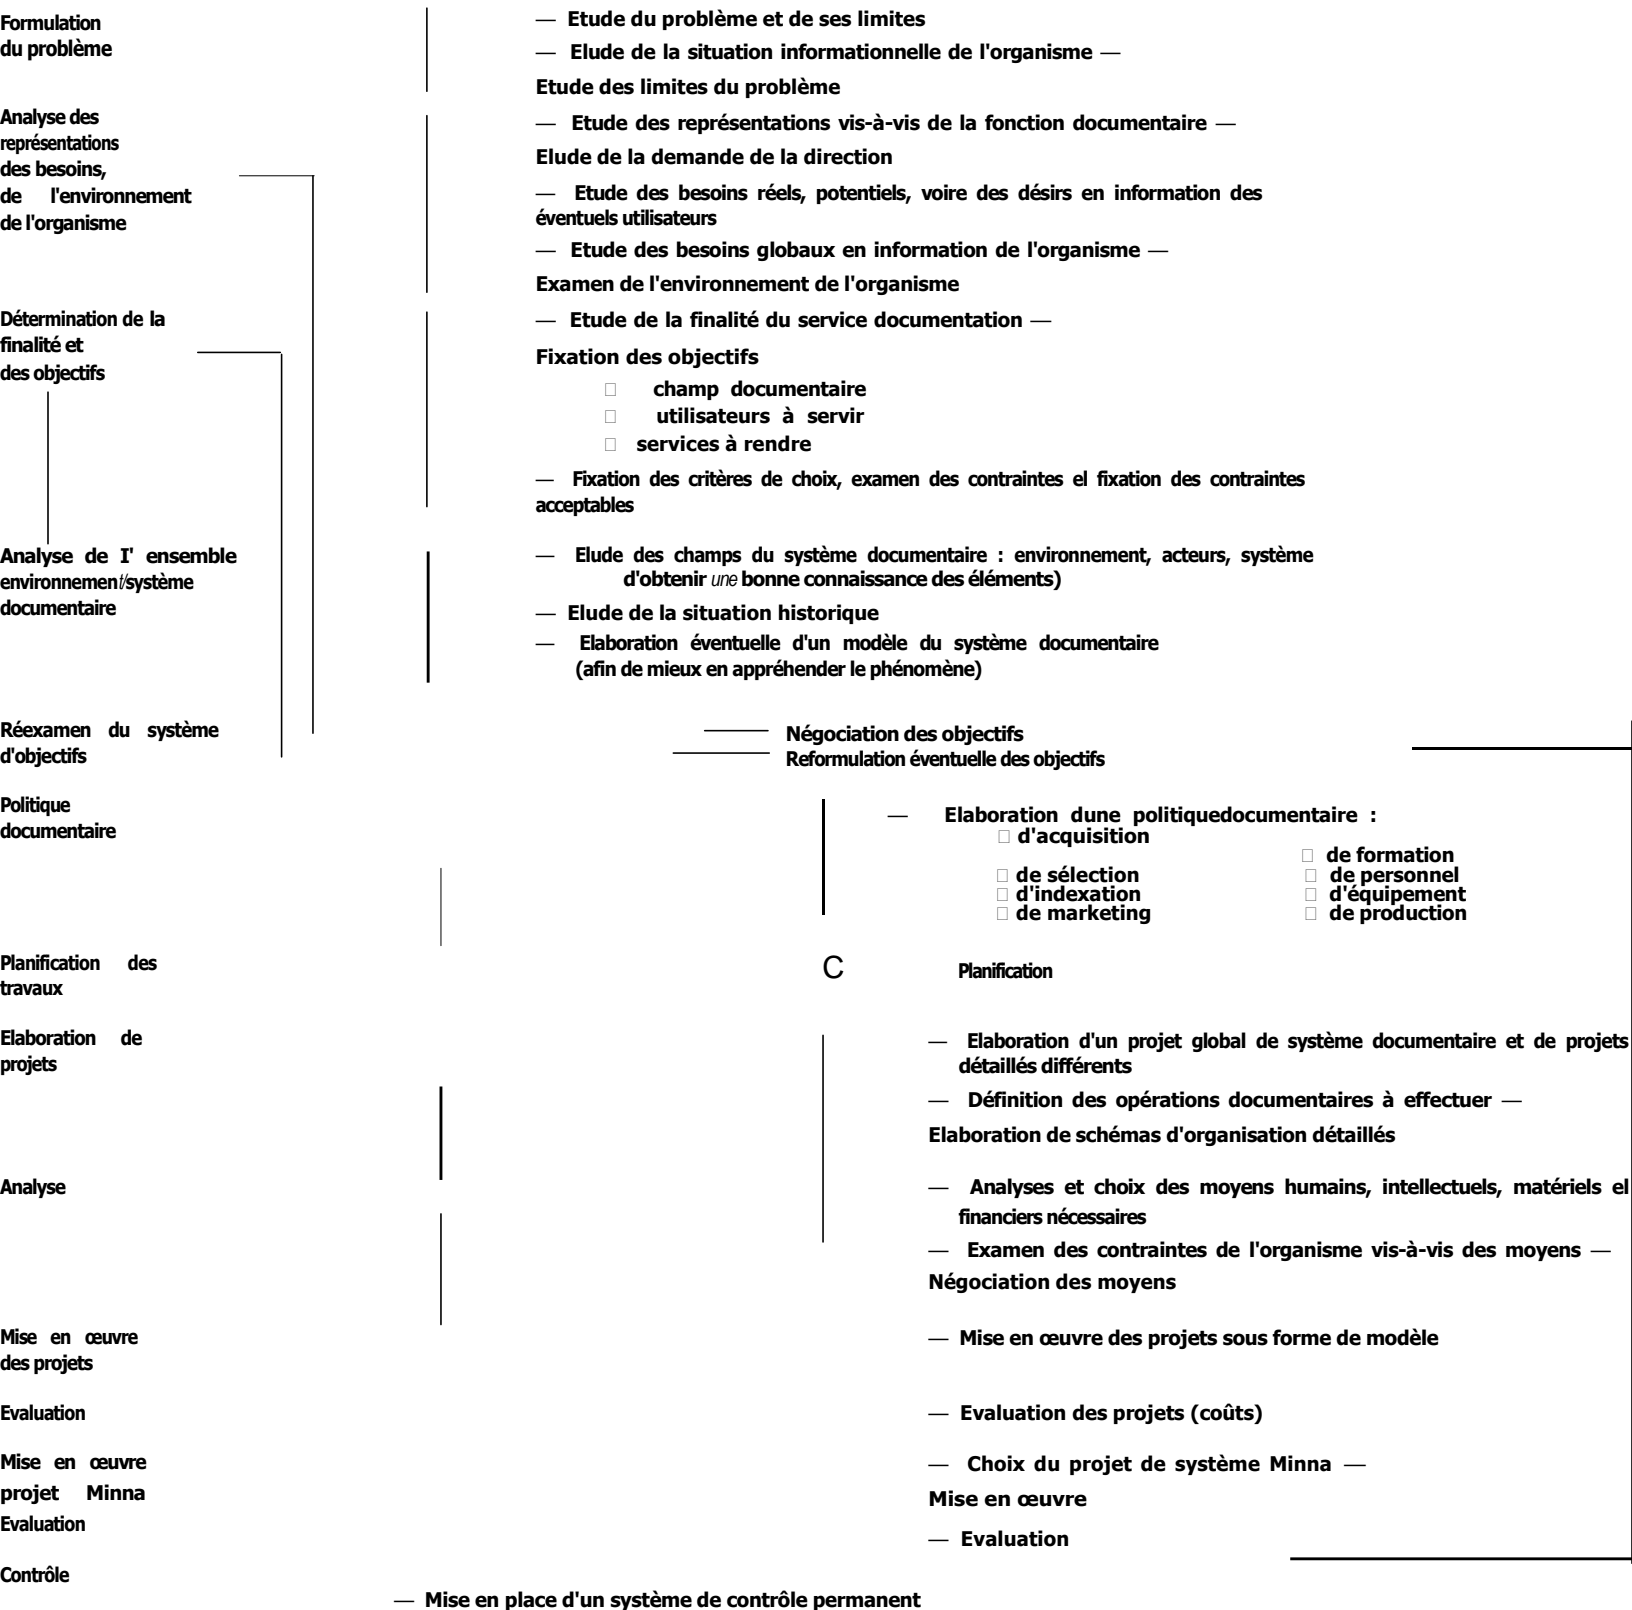 Formulation
du problème
— Etude du problème et de ses limites
— Elude de la situation informationnelle de l'organisme —
Etude des limites du problème
Analyse des
représentations
des besoins,
de l'environnement
de l'organisme
— Etude des représentations vis-à-vis de la fonction documentaire —
Elude de la demande de la direction
— Etude des besoins réels, potentiels, voire des désirs en information des
éventuels utilisateurs
— Etude des besoins globaux en information de l'organisme —
Examen de l'environnement de l'organisme
Détermination de la
finalité et
des objectifs
— Etude de la finalité du service documentation —
Fixation des objectifs
□ champ documentaire
□ utilisateurs à servir
□ services à rendre
— Fixation des critères de choix, examen des contraintes el fixation des contraintes
acceptables
Analyse de I' ensemble
environnement/système
documentaire
— Elude des champs du système documentaire : environnement, acteurs, système
d'obtenir une bonne connaissance des éléments)
— Elude de la situation historique
— Elaboration éventuelle d'un modèle du système documentaire
(afin de mieux en appréhender le phénomène)
Réexamen du système
d'objectifs
Négociation des objectifs
Reformulation éventuelle des objectifs
Politique
documentaire
— Elaboration dune politiquedocumentaire :
□ d'acquisition
□ de formation
□ de sélection □ de personnel
□ d'indexation □ d'équipement
□ de marketing □ de production
Planification des
travaux
C Planification
Elaboration de
projets
— Elaboration d'un projet global de système documentaire et de projets
détaillés différents
— Définition des opérations documentaires à effectuer —
Elaboration de schémas d'organisation détaillés
Analyse
— Analyses et choix des moyens humains, intellectuels, matériels el
financiers nécessaires
— Examen des contraintes de l'organisme vis-à-vis des moyens —
Négociation des moyens
Mise en œuvre
des projets
— Mise en œuvre des projets sous forme de modèle
Evaluation
— Evaluation des projets (coûts)
Mise en œuvre
projet Minna
— Choix du projet de système Minna —
Mise en œuvre
Evaluation
— Evaluation
Contrôle
— Mise en place d'un système de contrôle permanent